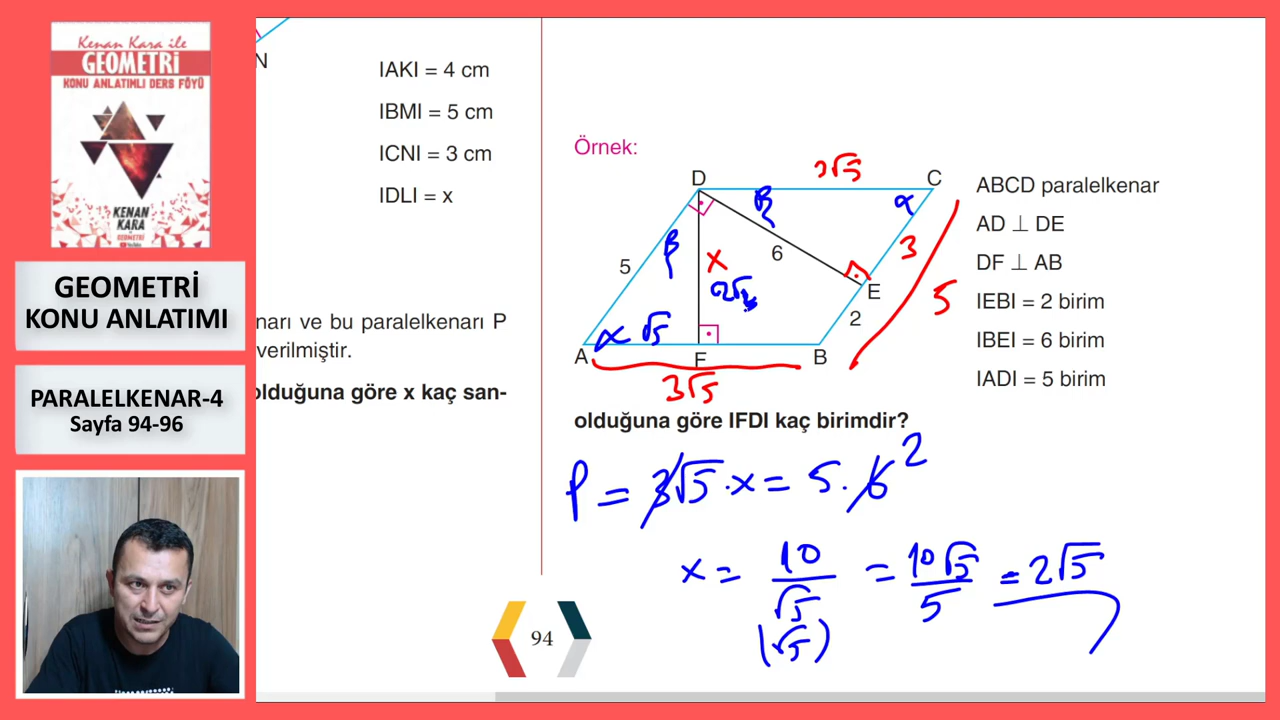 Kenan Kara ile
GEOMETRİ
KONU ANLATIMLI DERS FÖYÜ
KENAN
KARA
GEOMETRİ KONU ANLATIMI
PARALELKENAR-4
Sayfa 94-96
N
IAKI = 4 cm
IBMI = 5 cm
ICNI = 3 cm
IDLI = x
narı ve bu paralelkenarı P
verilmiştir.
olduğuna göre x kaç san-
Örnek:
3√5
D
C
β
α
β
5
x
6
3
2√5
E
5
2
α
√5
A
F
B
3√5
ABCD paralelkenar
AD ⊥ DE
DF ⊥ AB
IEBI = 2 birim
IBEI = 6 birim
IADI = 5 birim
olduğuna göre IFDI kaç birimdir?
P = 3√5 . x = 5 . 6 2
x = 10/√5 (√5) = 10√5/5 = 2√5
94